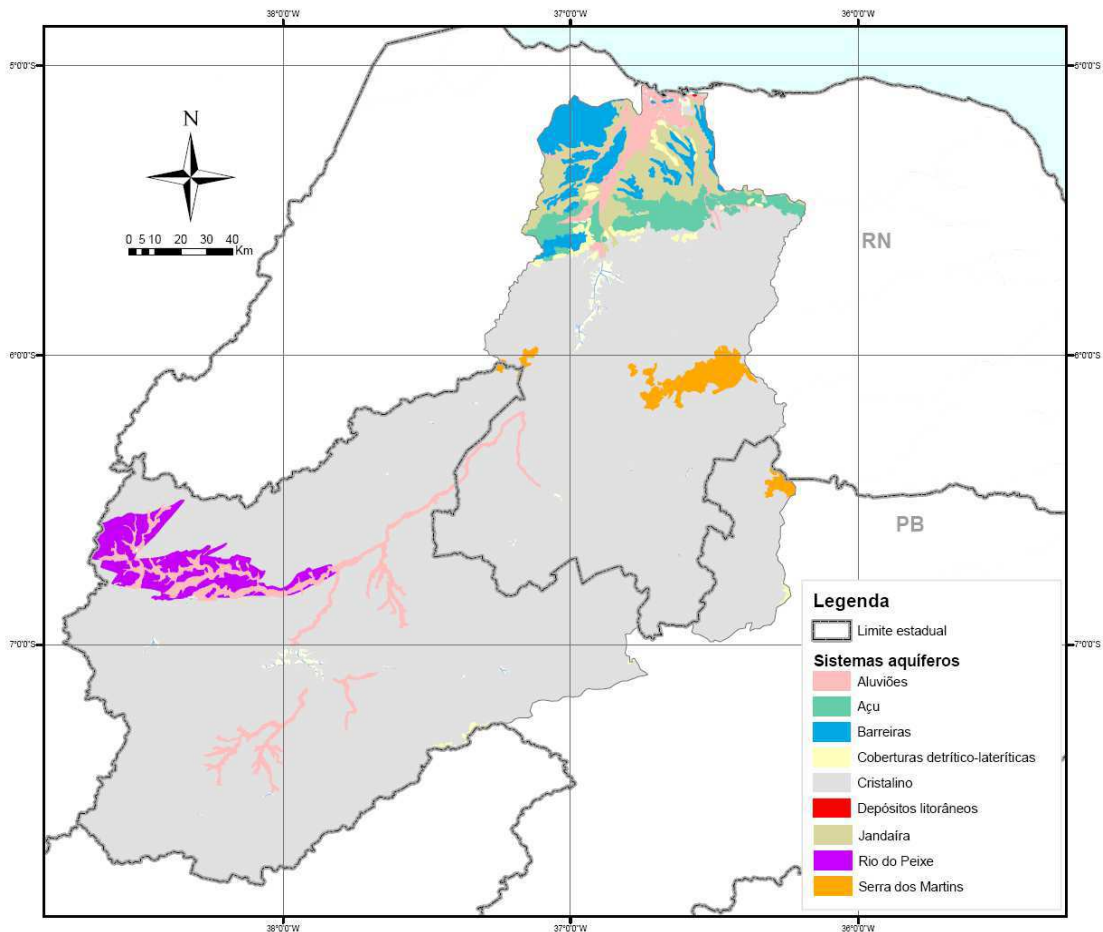 38°0'0"W 37°0'0"W 36°0'0"W
5°0'0"S 5°0'0"S
N
0 5 10 20 30 40
Km
RN
6°0'0"S 6°0'0"S
PB
Legenda
Limite estadual
7°0'0"S 7°0'0"S
Sistemas aquíferos
Aluviões
Açu
Barreiras
Coberturas detrítico-lateríticas
Cristalino
Depósitos litorâneos
Jandaíra
Rio do Peixe
Serra dos Martins
38°0'0"W 37°0'0"W 36°0'0"W